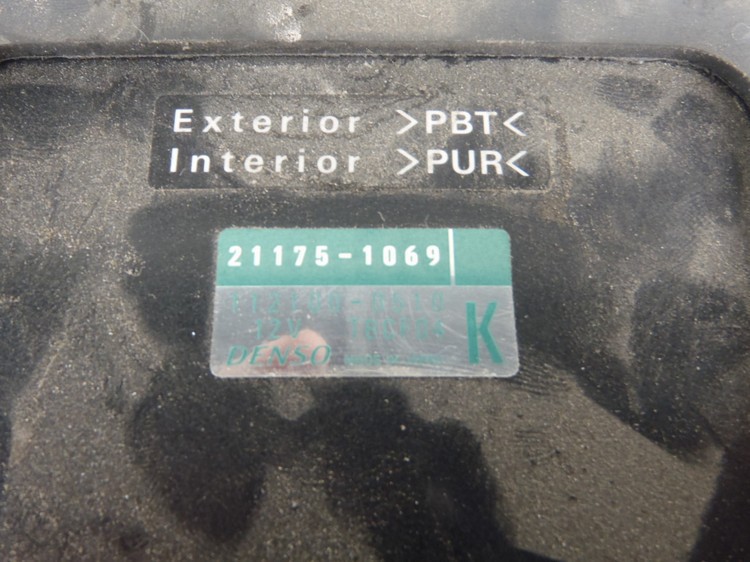 Exterior >PBT<
Interior >PUR<
21175-1069
12V
K
DENSO